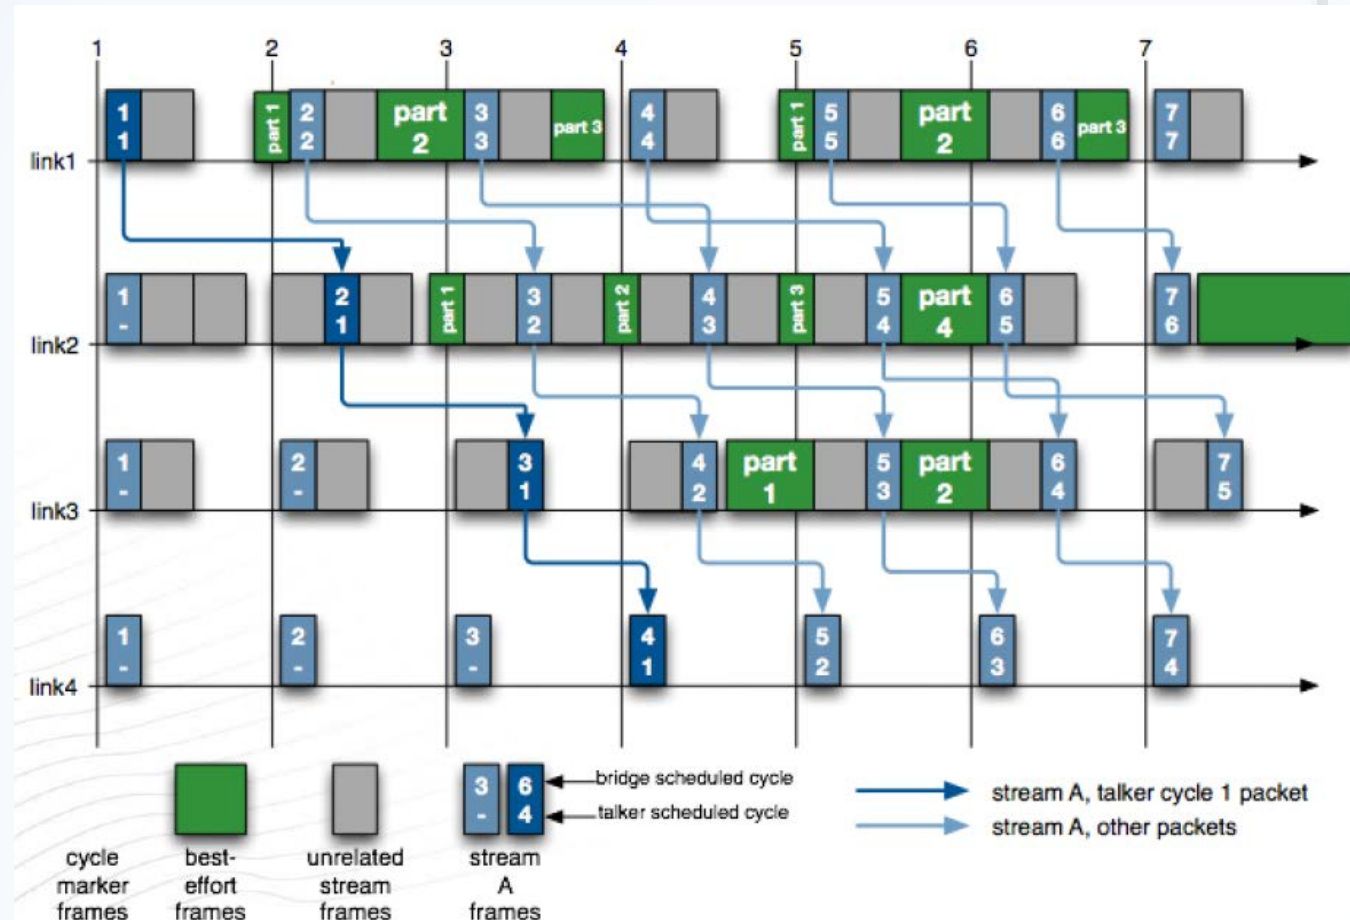 1 2 3 4 5 6 7
1 part 1 2 part 3 part 3 4 part 1 5 part 6 part 3 7
1 2 2 3 4 5 2 6 7
link1
1 2 part 1 3 part 2 4 part 3 5 part 6 7
- 1 2 3 4 4 5 6
link2
1 2 3 4 part 5 part 6 7
- - 1 2 1 3 2 4 5
link3
1 2 3 4 5 6 7
- - - 1 2 3 4
link4
3 6 bridge scheduled cycle
- 4 talker scheduled cycle
stream A, talker cycle 1 packet
stream A, other packets
cycle best- unrelated stream
marker effort stream A
frames frames frames frames